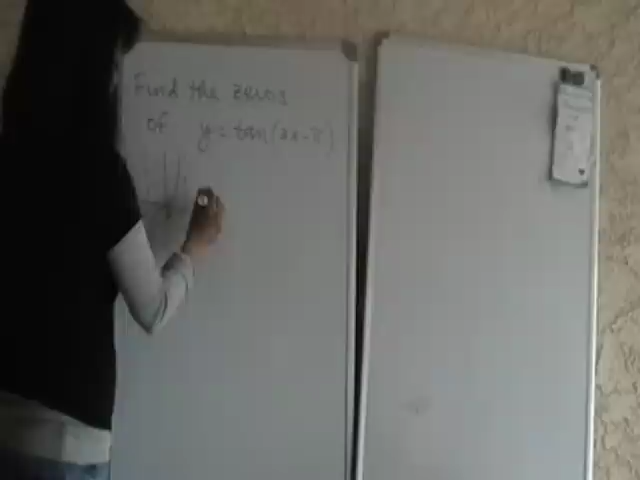 Find the zeros
of y = tan(2x - π)